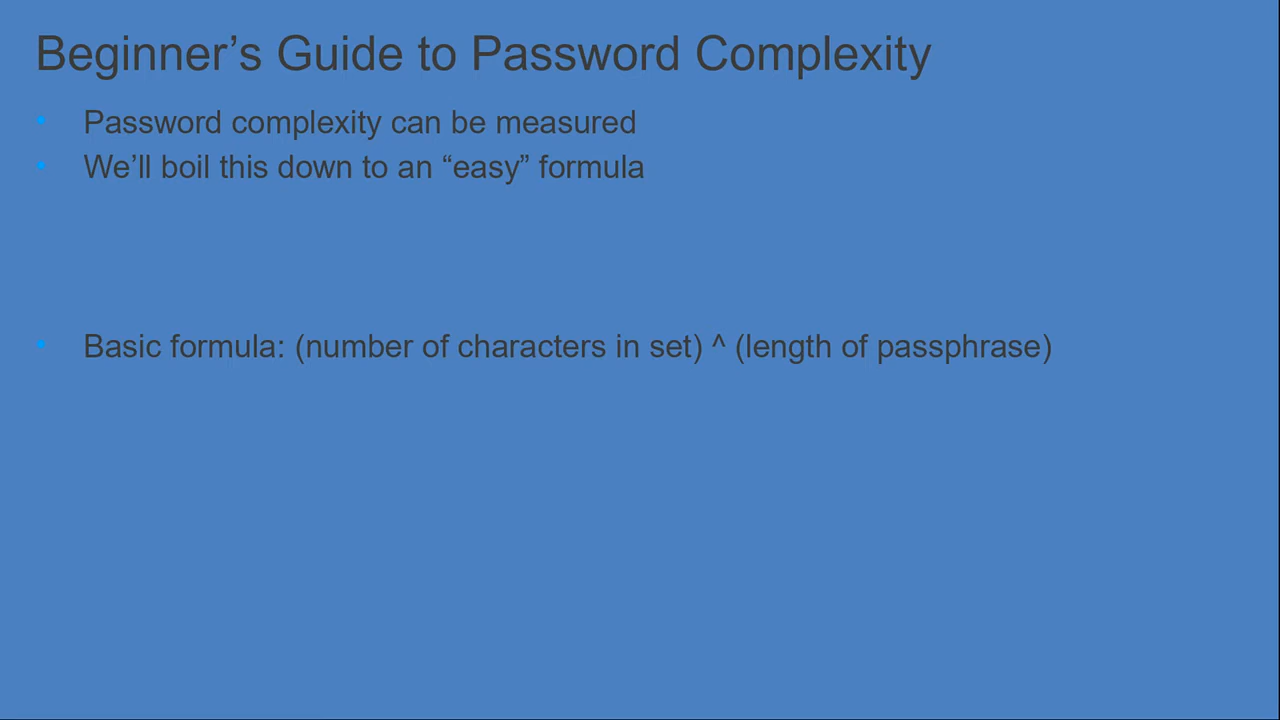 Beginner’s Guide to Password Complexity
• Password complexity can be measured
• We’ll boil this down to an “easy” formula
• Basic formula: (number of characters in set) ^ (length of passphrase)